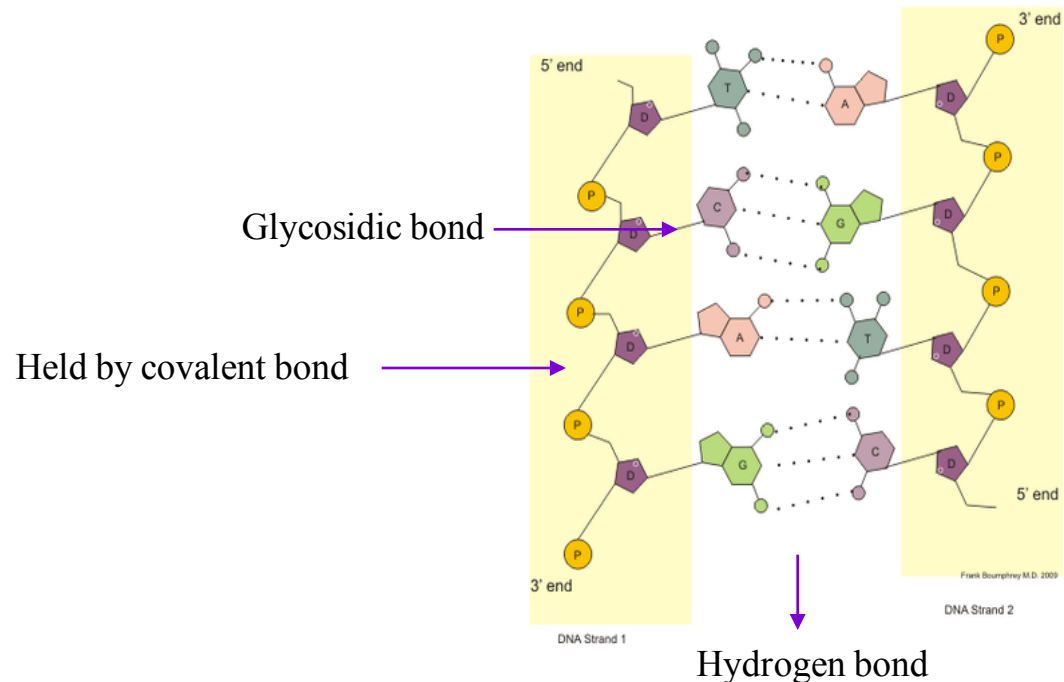 3' end
P
5' end
T
A
D
D
P
P
C
G
D
D
Glycosidic bond
P
P
A
T
D
D
Held by covalent bond
P
P
G
C
D
D
5' end
P
3' end
Frank Boumphrey M.D. 2009
DNA Strand 2
DNA Strand 1
Hydrogen bond